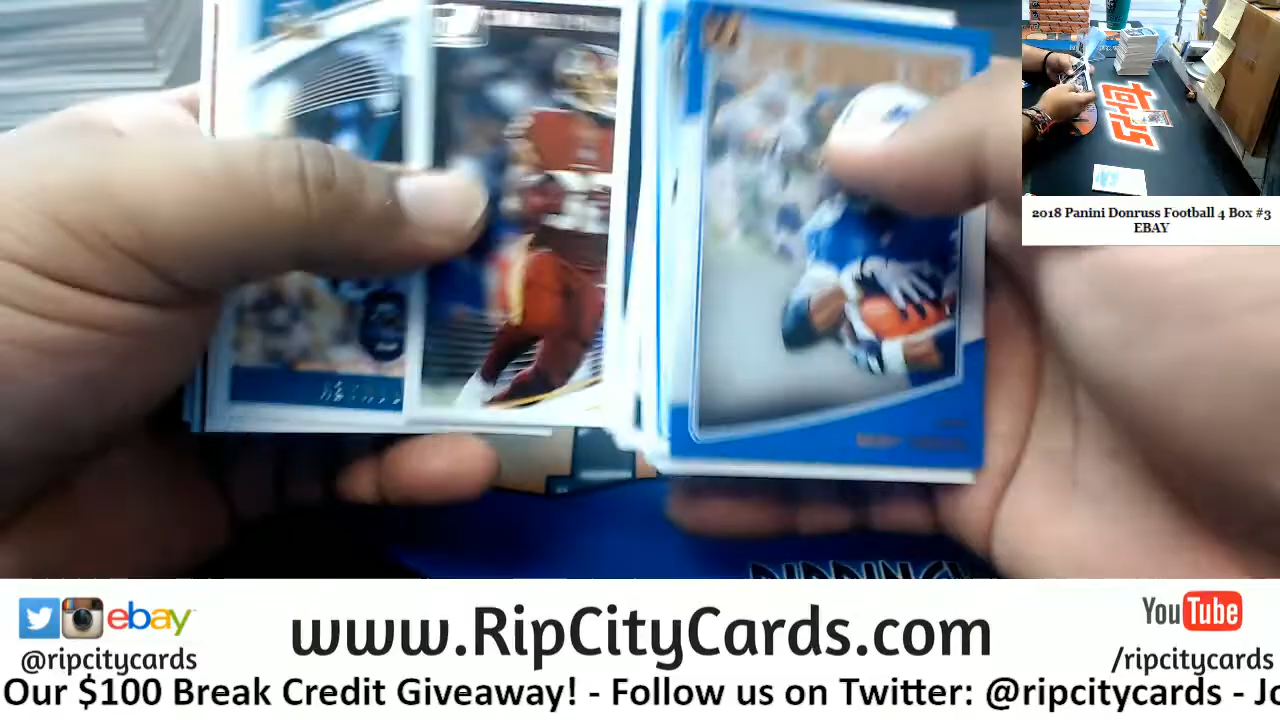 2018 Panini Donruss Football 4 Box #3
EBAY
ebay
@ripcitycards
www.RipCityCards.com
YouTube
/ripcitycards
Our $100 Break Credit Giveaway! - Follow us on Twitter: @ripcitycards - Jo